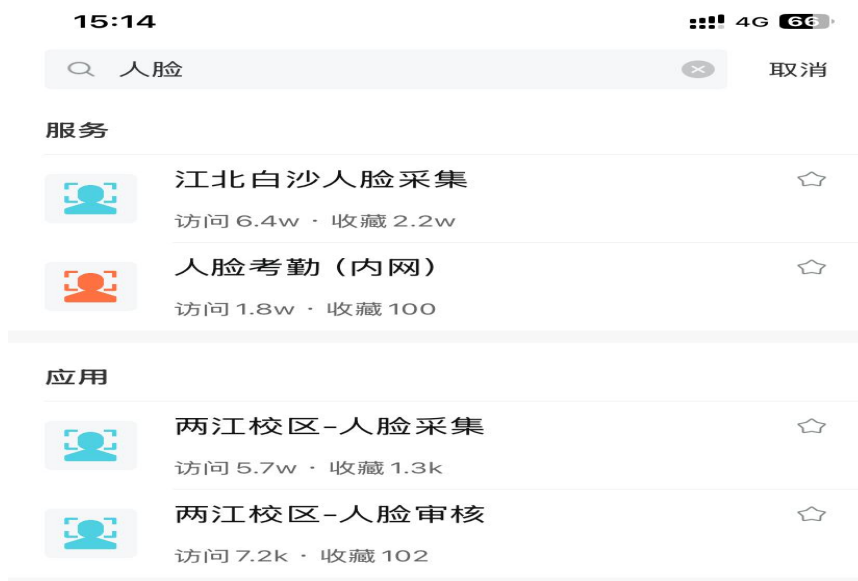 15:14 4G 66
人脸 取消
服务
江北白沙人脸采集
访问 6.4w · 收藏 2.2w
人脸考勤（内网）
访问 1.8w · 收藏 100
应用
两江校区-人脸采集
访问 5.7w · 收藏 1.3k
两江校区-人脸审核
访问 7.2k · 收藏 102